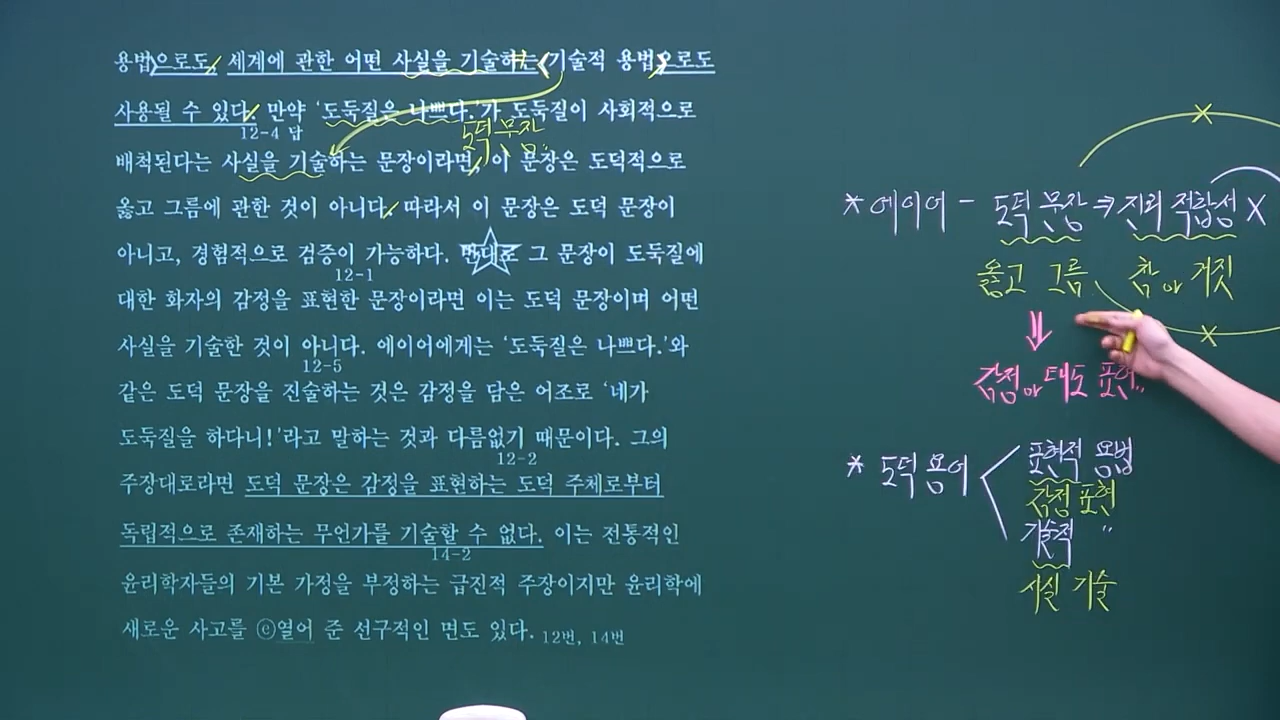 용법으로도, 세계에 관한 어떤 사실을 기술하는 기술적 용법으로도
사용될 수 있다. 만약 '도둑질은 나쁘다.'가 도둑질이 사회적으로
12-4 답
도덕 문장
배척된다는 사실을 기술하는 문장이라면, 이 문장은 도덕적으로
옳고 그름에 관한 것이 아니다. 따라서 이 문장은 도덕 문장이
아니고, 경험적으로 검증이 가능하다. 반대로 그 문장이 도둑질에
12-1
대한 화자의 감정을 표현한 문장이라면 이는 도덕 문장이며 어떤
사실을 기술한 것이 아니다. 에이어에게는 '도둑질은 나쁘다.'와
12-5
같은 도덕 문장을 진술하는 것은 감정을 담은 어조로 '네가
도둑질을 하다니!'라고 말하는 것과 다름없기 때문이다. 그의
12-2
주장대로라면 도덕 문장은 감정을 표현하는 도덕 주체로부터
독립적으로 존재하는 무언가를 기술할 수 없다. 이는 전통적인
14-2
윤리학자들의 기본 가정을 부정하는 급진적 주장이지만 윤리학에
새로운 사고를 ⓒ열어 준 선구적인 면도 있다. 12번, 14번
* 에이어 - 도덕 문장 ⇒ 진위 적합성 X
옳고 그름 참 or 거짓
⇓
감정 or 태도 표현
* 도덕 용어 < 표현적 용법
감정 표현
기술적 〃
사실 기술